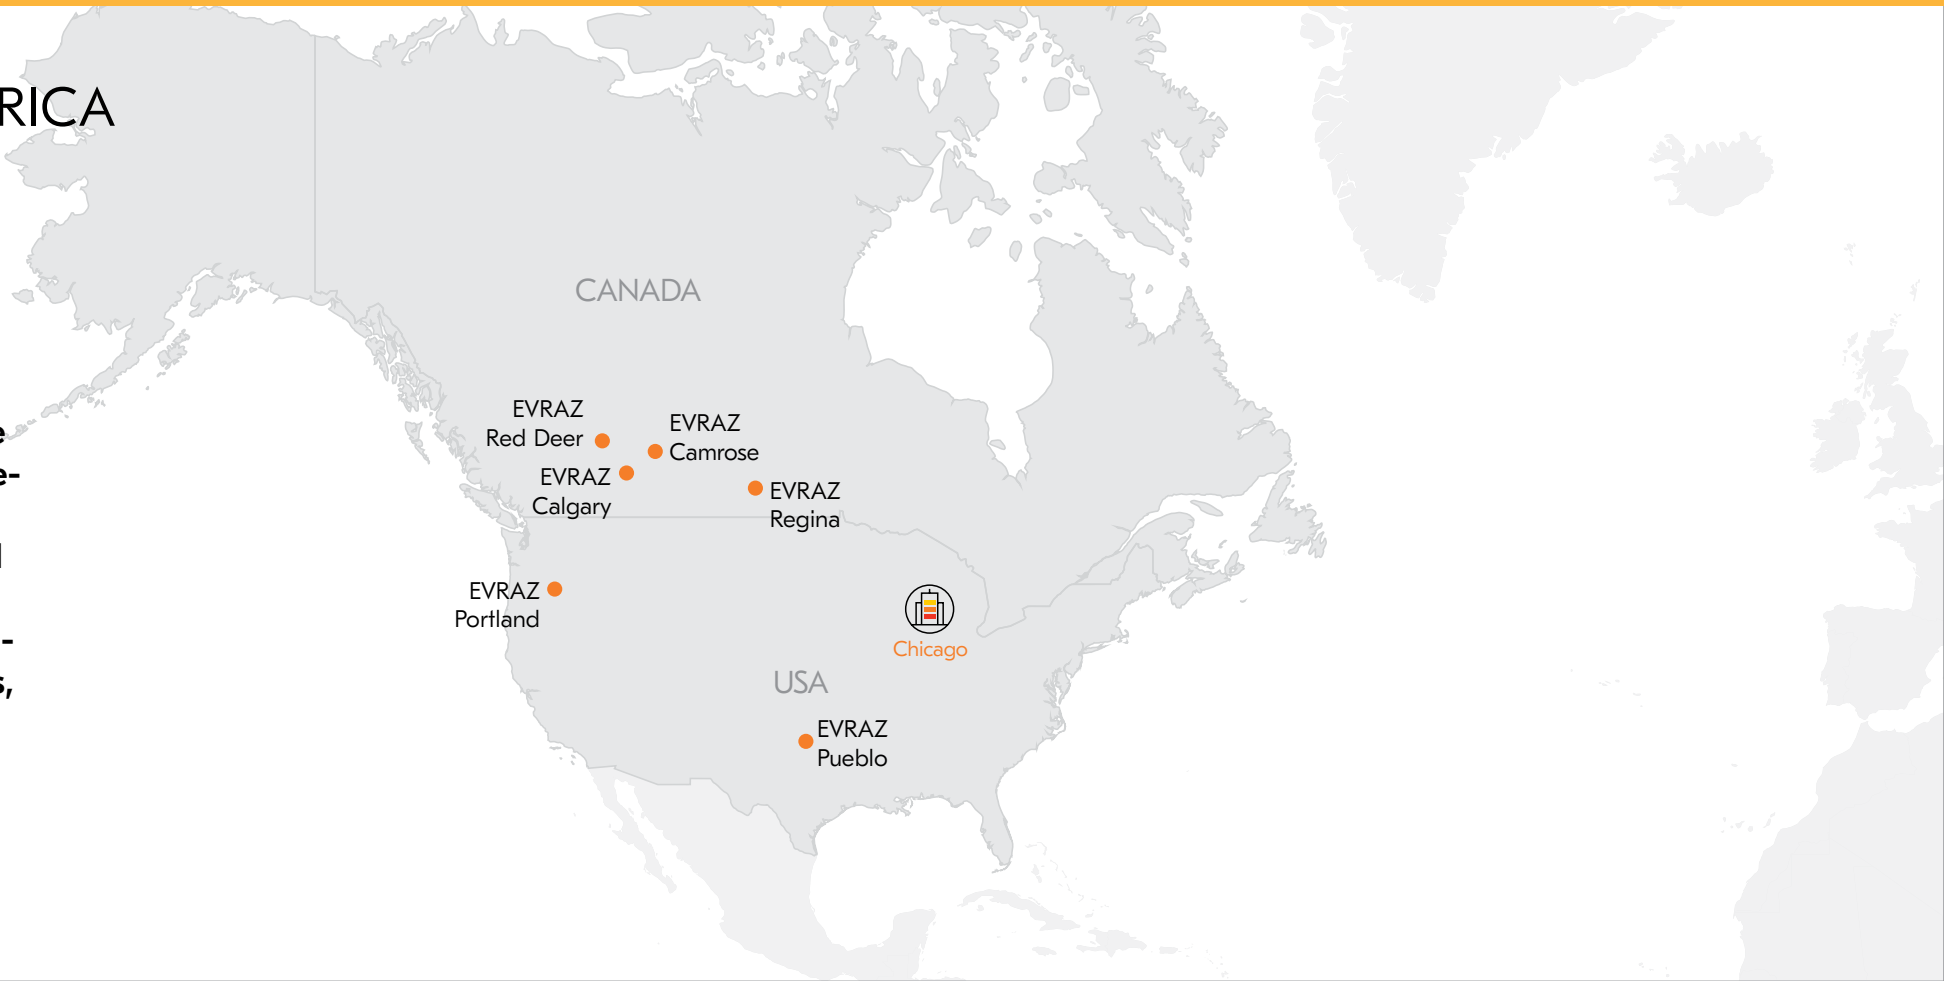 RICA
CANADA
EVRAZ
Red Deer
EVRAZ
Camrose
EVRAZ
Calgary
EVRAZ
Regina
e-
EVRAZ
Portland
Chicago
-
s,
USA
EVRAZ
Pueblo